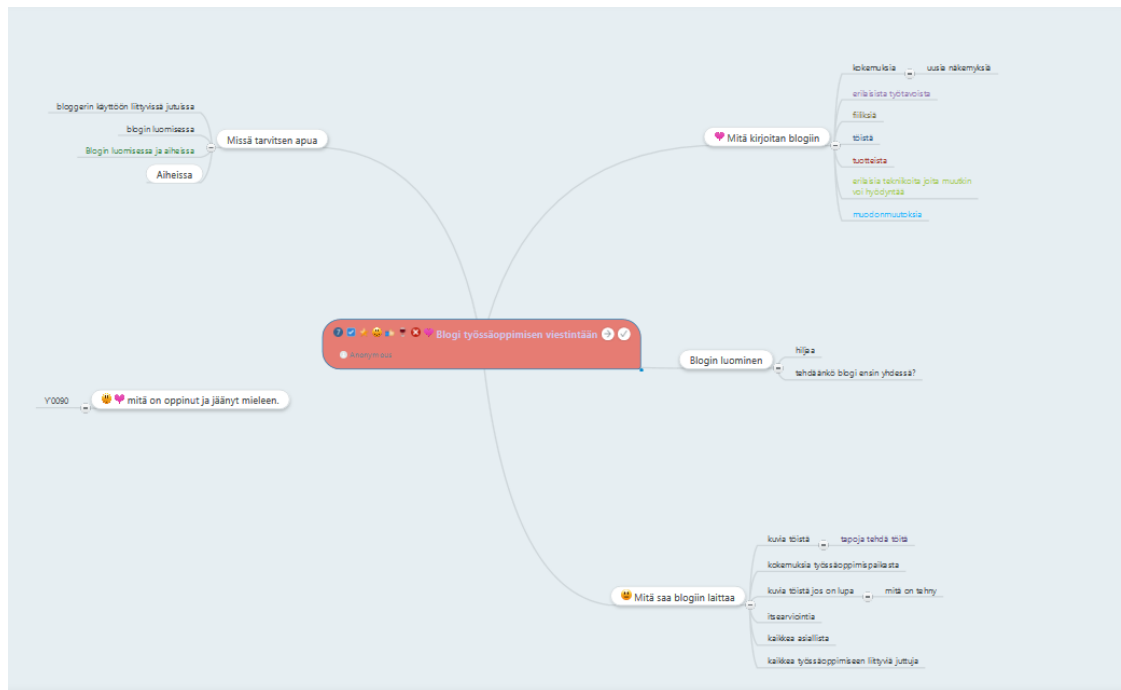 bloggerin käyttöön liittyvissä jutuissa
blogin luomisessa
Blogin luomisessa ja aiheissa
Aiheissa
Missä tarvitsen apua
Mitä kirjoitan blogiin
kokemuksia
uusia näkemyksiä
erilaisista työtavoista
fiiliksiä
töistä
tuotteista
erilaisia tekniikoita joita muutkin
voi hyödyntää
muodonmuutoksia
Blogi työssäoppimisen viestintään
Anonymous
Blogin luominen
hiljaa
tehdäänkö blogi ensin yhdessä?
Y'0090
mitä on oppinut ja jäänyt mieleen.
Mitä saa blogiin laittaa
kuvia töistä
tapoja tehdä töitä
kokemuksia työssäoppimispaikasta
kuvia töistä jos on lupa
mitä on tehny
itsearviointia
kaikkea asiallista
kaikkea työssäoppimiseen liittyviä juttuja